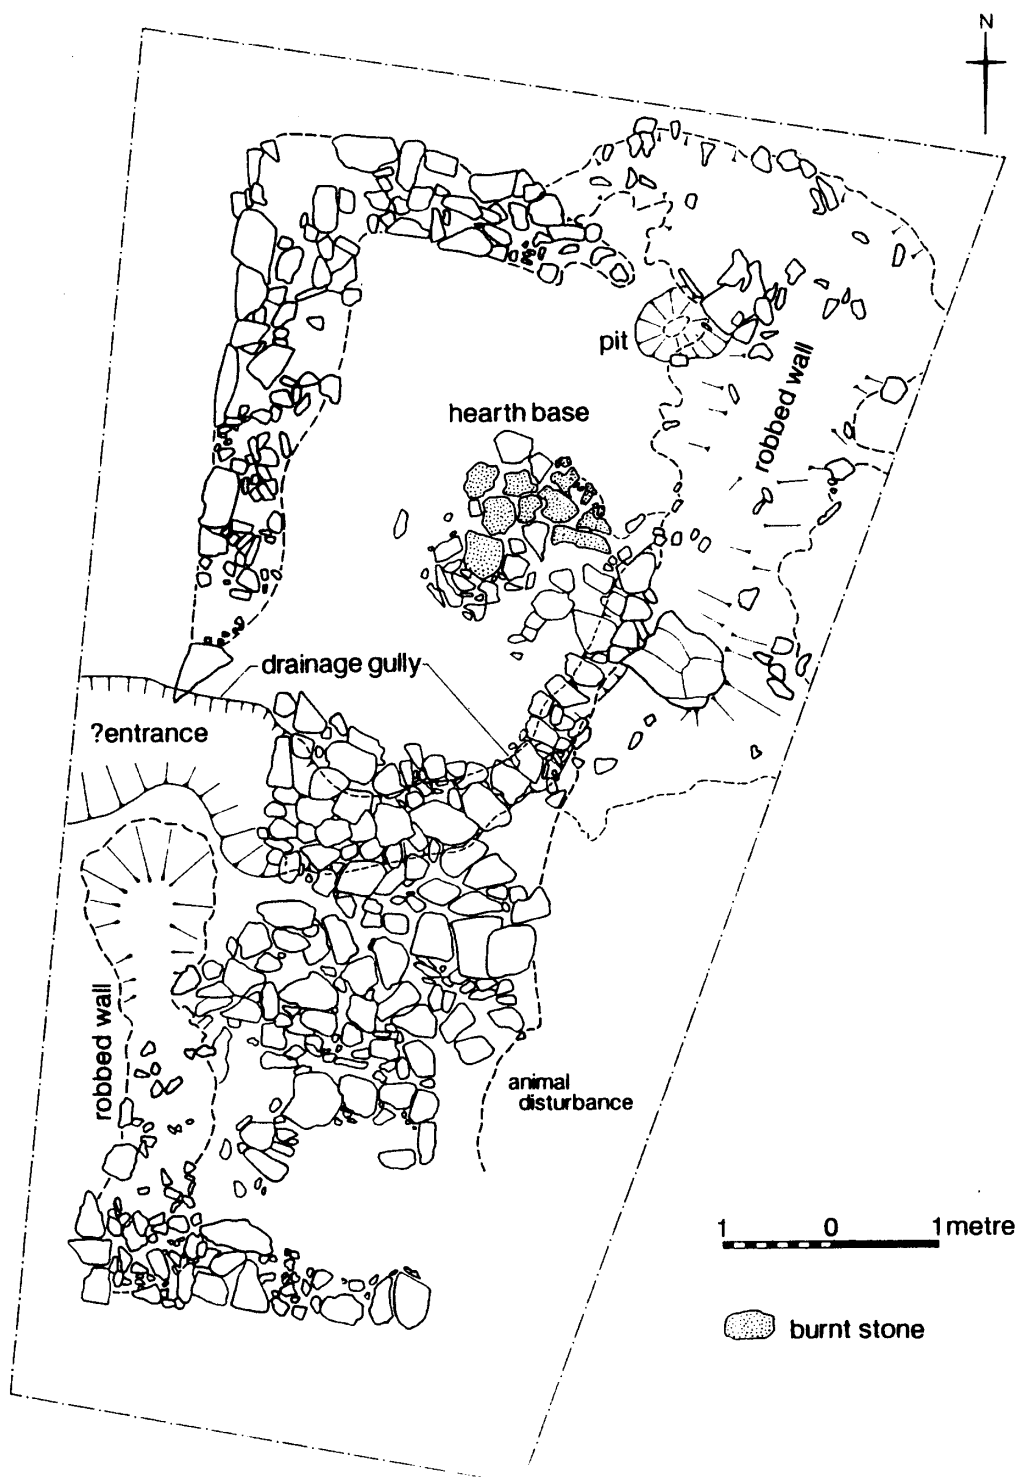 N
pit
robbed wall
hearth base
drainage gully
?entrance
robbed wall
animal
disturbance
1 0 1 metre
burnt stone